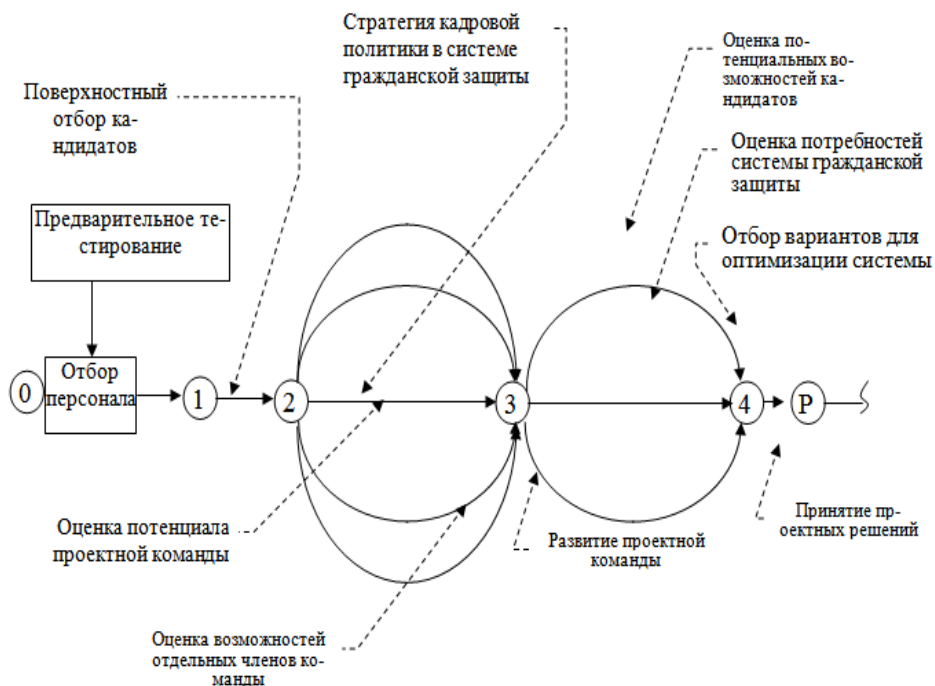 Стратегия кадровой
политики в системе
гражданской защиты
Оценка по-
тенциальных во-
зможностей ка-
ндидатов
Поверхностный
отбор ка-
ндидатов
Оценка потребностей
системы гражданской
защиты
Предварительное те-
стирование
Отбор вариантов для
оптимизации системы
Отбор
персонала
0
1
2
3
4
Р
Оценка потенциала
проектной команды
Развитие проектной
команды
Принятие пр-
оектных решений
Оценка возможностей
отдельных членов ко-
манды